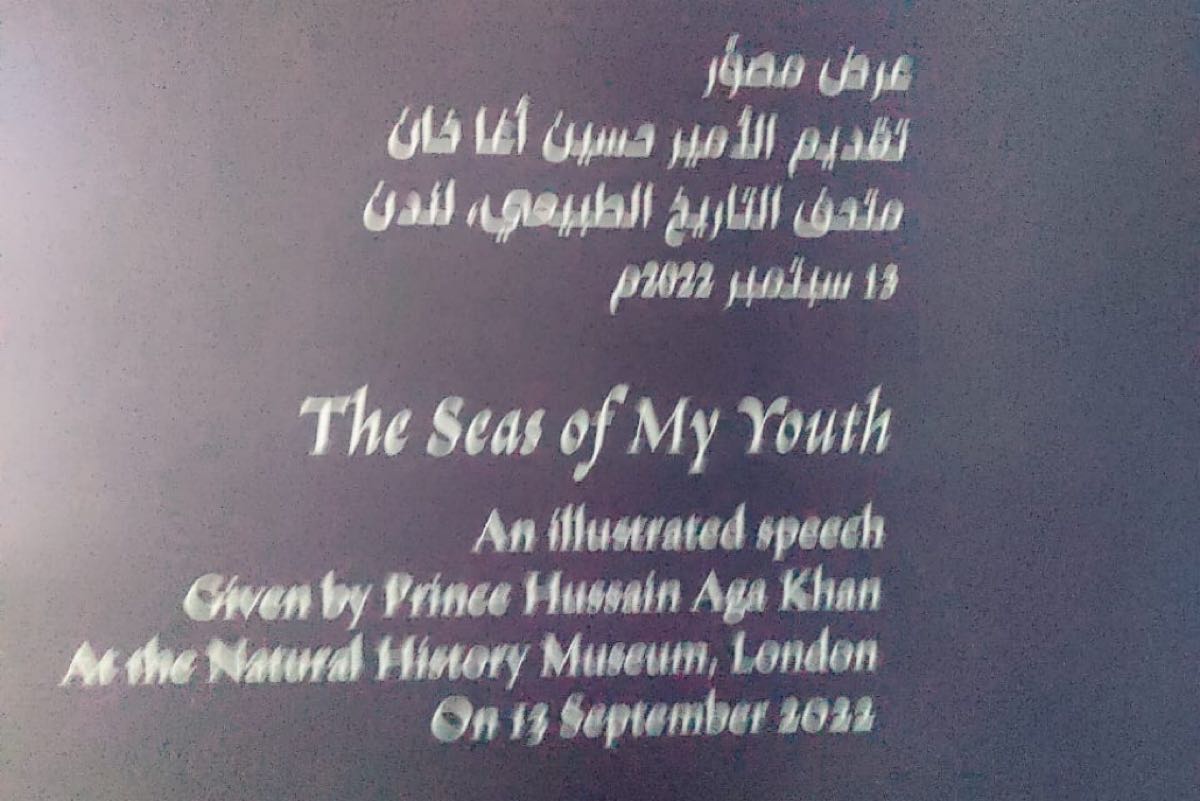 عرض مصوّر
تقديم الأمير حسين أغا خان
متحف التاريخ الطبيعي، لندن
13 سبتمبر 2022م
The Seas of My Youth
An illustrated speech
Given by Prince Hussain Aga Khan
At the Natural History Museum, London
On 13 September 2022